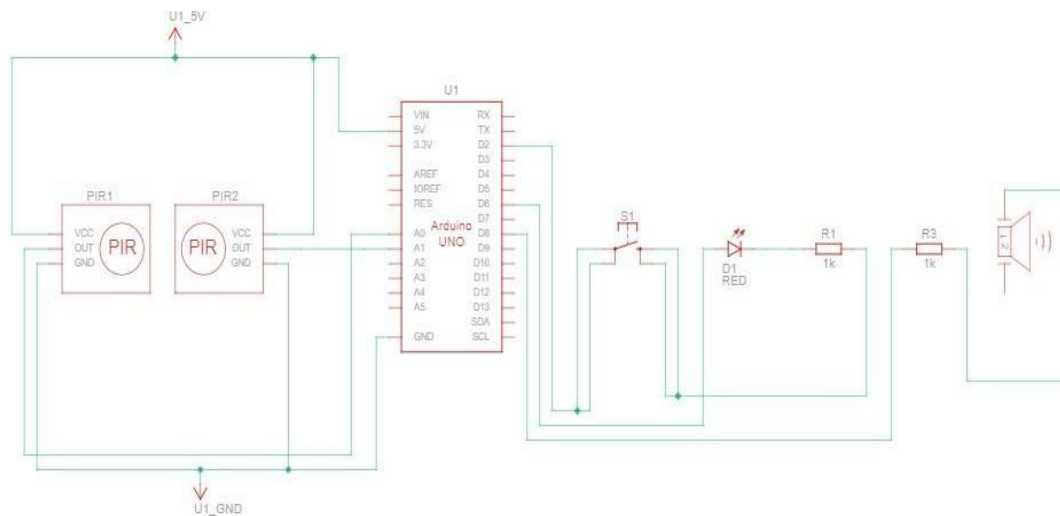 U1_5V
U1
VIN
5V
3.3V
AREF
IOREF
RES
A0
A1
A2
A3
A4
A5
GND
Arduino
UNO
RX
TX
D2
D3
D4
D5
D6
D7
D8
D9
D10
D11
D12
D13
SDA
SCL
PIR1
VCC
OUT
GND
PIR
PIR2
PIR
VCC
OUT
GND
S1
D1
RED
R1
1k
R3
1k
1
2
U1_GND